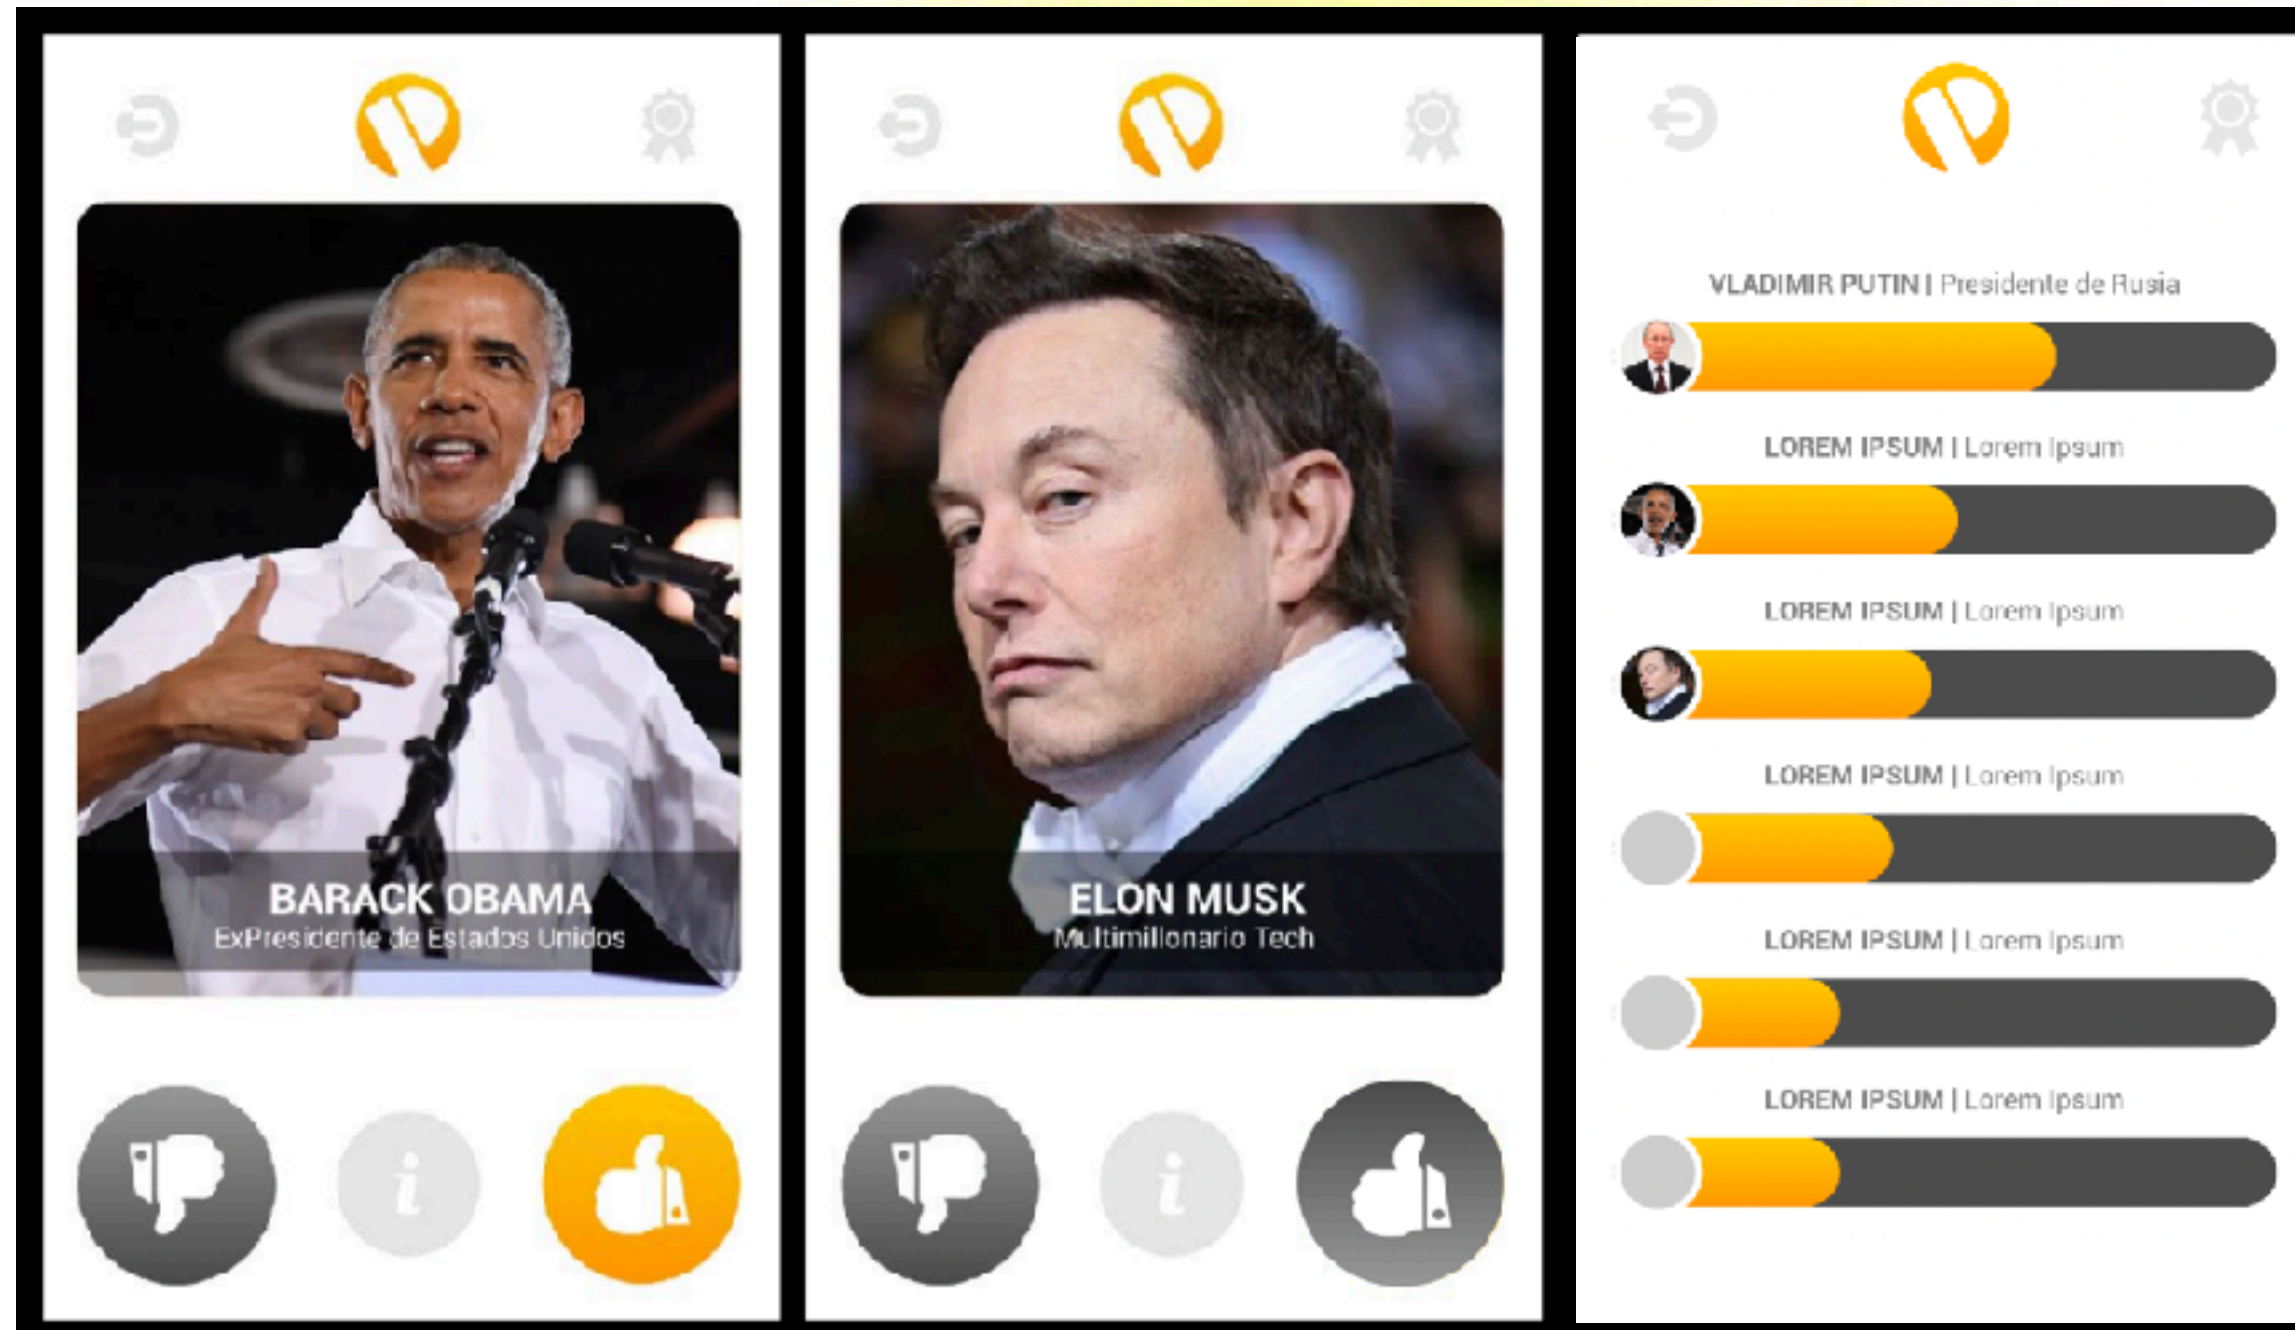 BARACK OBAMA
ExPresidente de Estados Unidos
i
ELON MUSK
Multimillonario Tech
i
VLADIMIR PUTIN | Presidente de Rusia
LOREM IPSUM | Lorem Ipsum
LOREM IPSUM | Lorem Ipsum
LOREM IPSUM | Lorem Ipsum
LOREM IPSUM | Lorem Ipsum
LOREM IPSUM | Lorem Ipsum